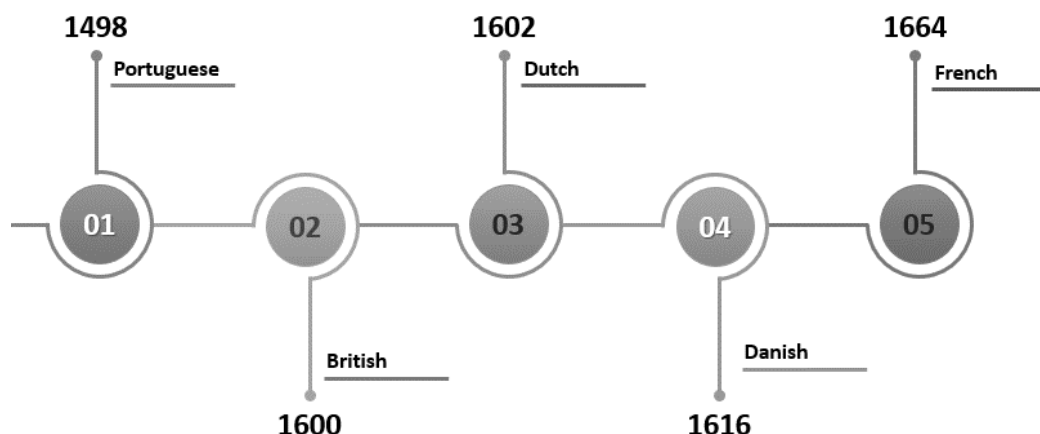 1498
Portuguese
1602
Dutch
1664
French
01
02
03
04
05
British
1600
Danish
1616